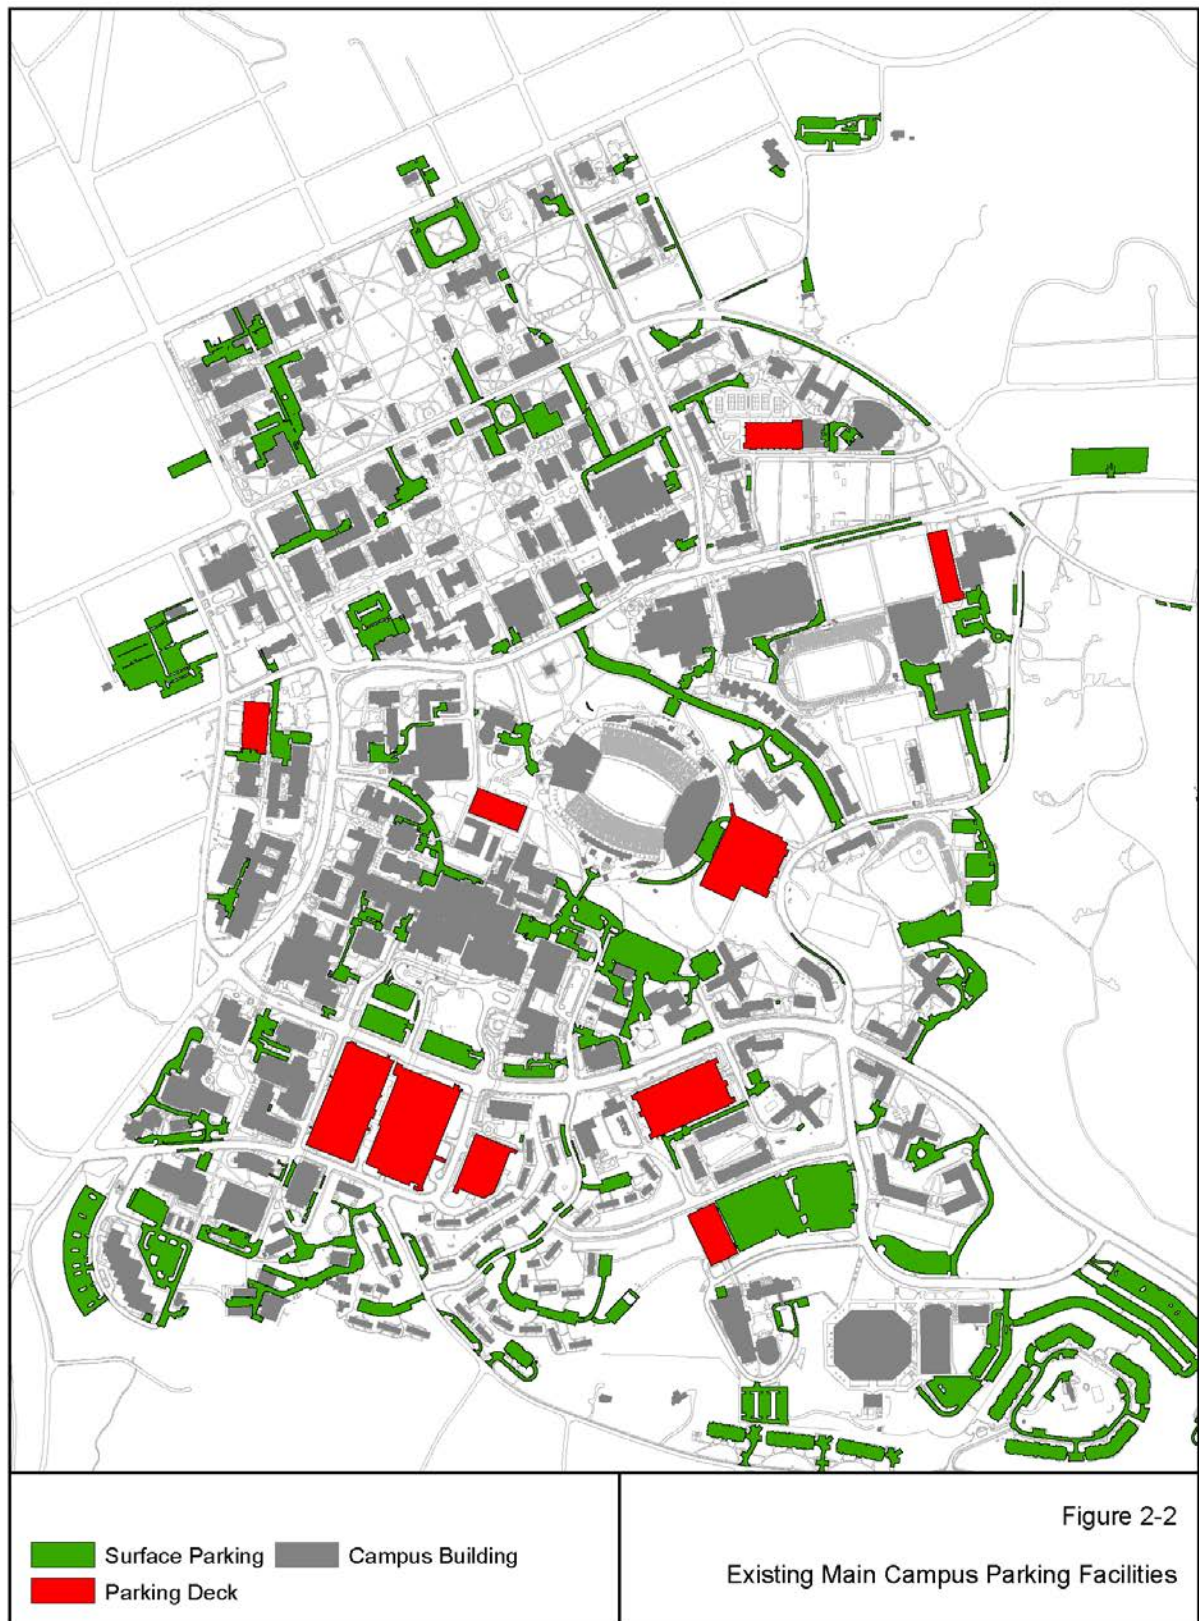 Surface Parking
Campus Building
Parking Deck
Figure 2-2
Existing Main Campus Parking Facilities